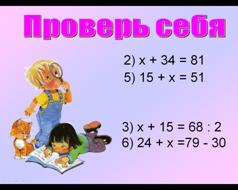 Проверь себя
2) х + 34 = 81
5) 15 + х = 51
3) х + 15 = 68 : 2
6) 24 + х =79 - 30